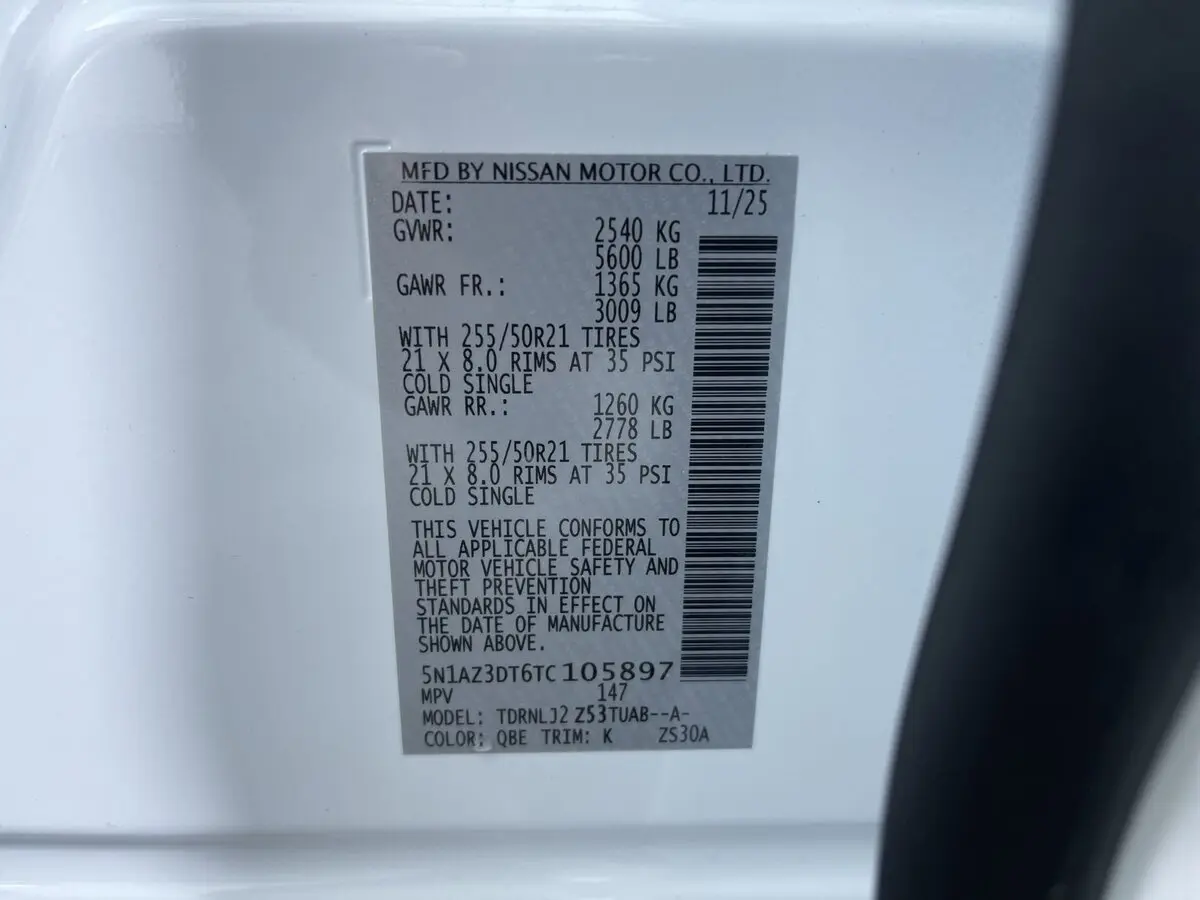 MFD BY NISSAN MOTOR CO., LTD.
DATE: 11/25
GVWR: 2540 KG
5600 LB
GAWR FR.: 1365 KG
3009 LB
WITH 255/50R21 TIRES
21 X 8.0 RIMS AT 35 PSI
COLD SINGLE
GAWR RR.: 1260 KG
2778 LB
WITH 255/50R21 TIRES
21 X 8.0 RIMS AT 35 PSI
COLD SINGLE
THIS VEHICLE CONFORMS TO
ALL APPLICABLE FEDERAL
MOTOR VEHICLE SAFETY AND
THEFT PREVENTION
STANDARDS IN EFFECT ON
THE DATE OF MANUFACTURE
SHOWN ABOVE.
5N1AZ3DT6TC105897
MPV 147
MODEL: TDRNLJ2 Z53TUAB--A-
COLOR: QBE TRIM: K ZS30A